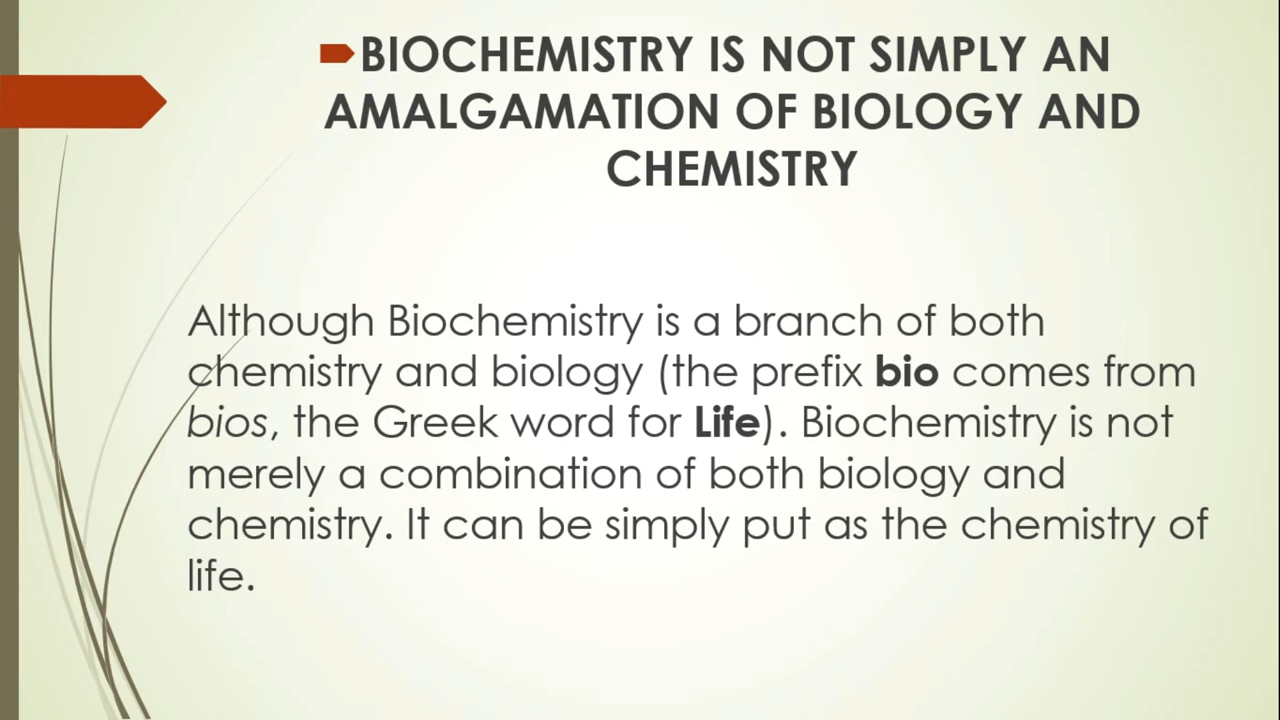 BIOCHEMISTRY IS NOT SIMPLY AN
AMALGAMATION OF BIOLOGY AND
CHEMISTRY
Although Biochemistry is a branch of both
chemistry and biology (the prefix bio comes from
bios, the Greek word for Life). Biochemistry is not
merely a combination of both biology and
chemistry. It can be simply put as the chemistry of
life.